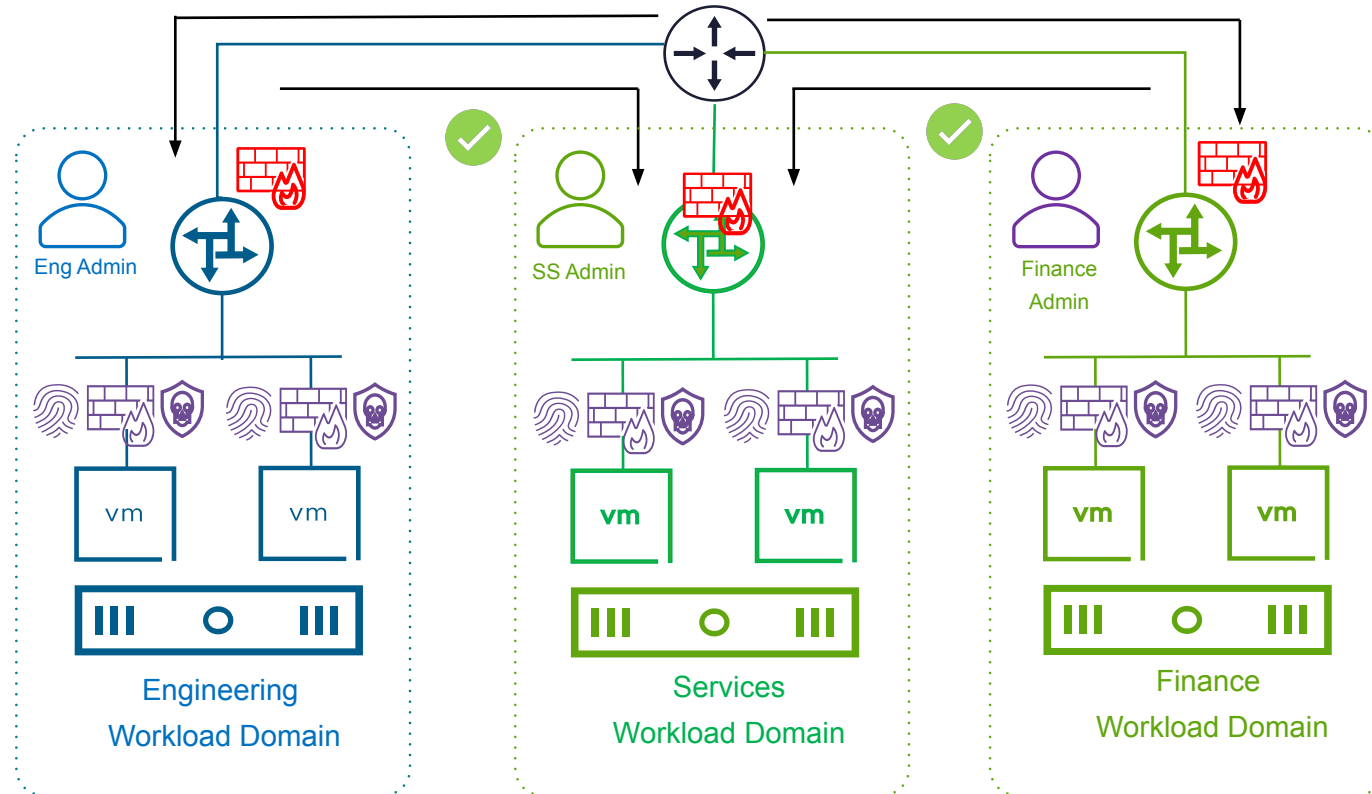 Eng Admin
SS Admin
Finance
Admin
vm
vm
vm
vm
vm
vm
Engineering
Workload Domain
Services
Workload Domain
Finance
Workload Domain